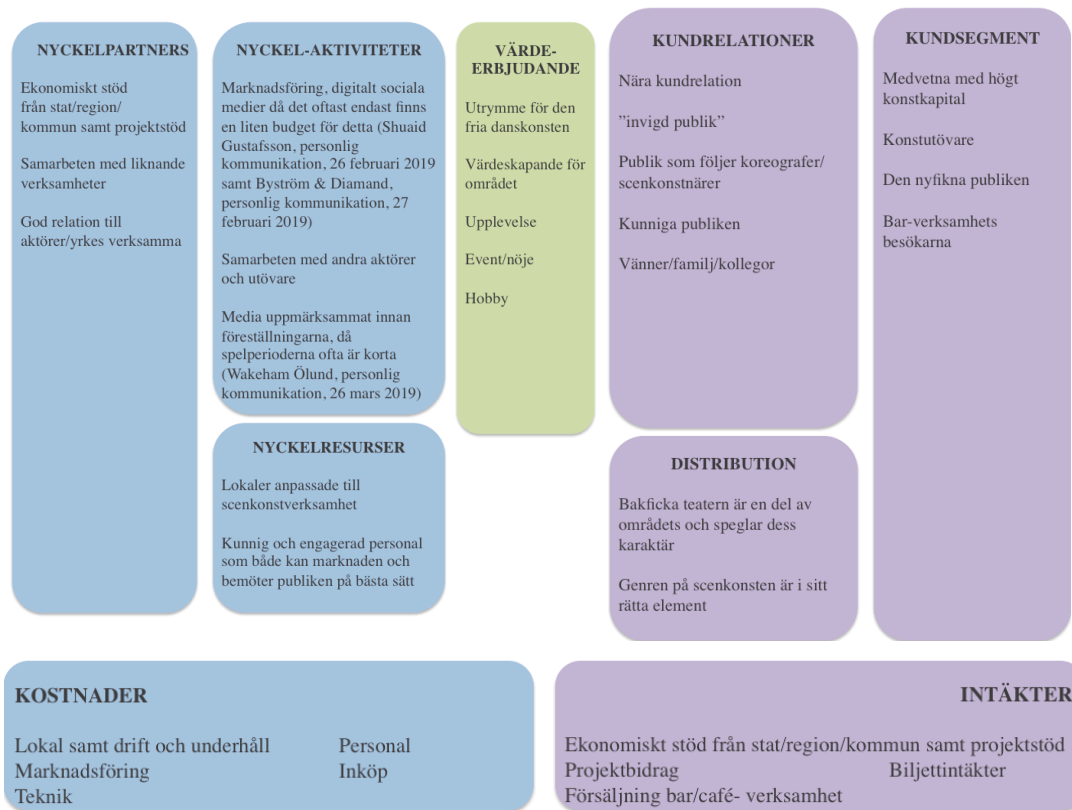 NYCKELPARTNERS
Ekonomiskt stöd
från stat/region/
kommun samt projektstöd
Samarbeten med liknande
verksamheter
God relation till
aktörer/yrkes verksamma
NYCKEL-AKTIVITETER
Marknadsföring, digitalt sociala
medier då det oftast endast finns
en liten budget för detta (Shuaid
Gustafsson, personlig
kommunikation, 26 februari 2019
samt Byström & Diamand,
personlig kommunikation, 27
februari 2019)
Samarbeten med andra aktörer
och utövare
Media uppmärksammat innan
föreställningarna, då
spelperioderna ofta är korta
(Wakeham Ölund, personlig
kommunikation, 26 mars 2019)
NYCKELRESURSER
Lokaler anpassade till
scenkonstverksamhet
Kunnig och engagerad personal
som både kan marknaden och
bemöter publiken på bästa sätt
VÄRDE-
ERBJUDANDE
Utrymme för den
fria danskonsten
Värdeskapande för
området
Upplevelse
Event/nöje
Hobby
KUNDRELATIONER
Nära kundrelation
”invigd publik”
Publik som följer koreografer/
scenkonstnärer
Kunniga publiken
Vänner/familj/kollegor
DISTRIBUTION
Bakficka teatern är en del av
områdets och speglar dess
karaktär
Genren på scenkonsten är i sitt
rätta element
KUNDSEGMENT
Medvetna med högt
konstkapital
Konstutövare
Den nyfikna publiken
Bar-verksamhets
besökarna
KOSTNADER
Lokal samt drift och underhåll Personal
Marknadsföring Inköp
Teknik
INTÄKTER
Ekonomiskt stöd från stat/region/kommun samt projektstöd
Projektbidrag Biljettintäkter
Försäljning bar/café- verksamhet